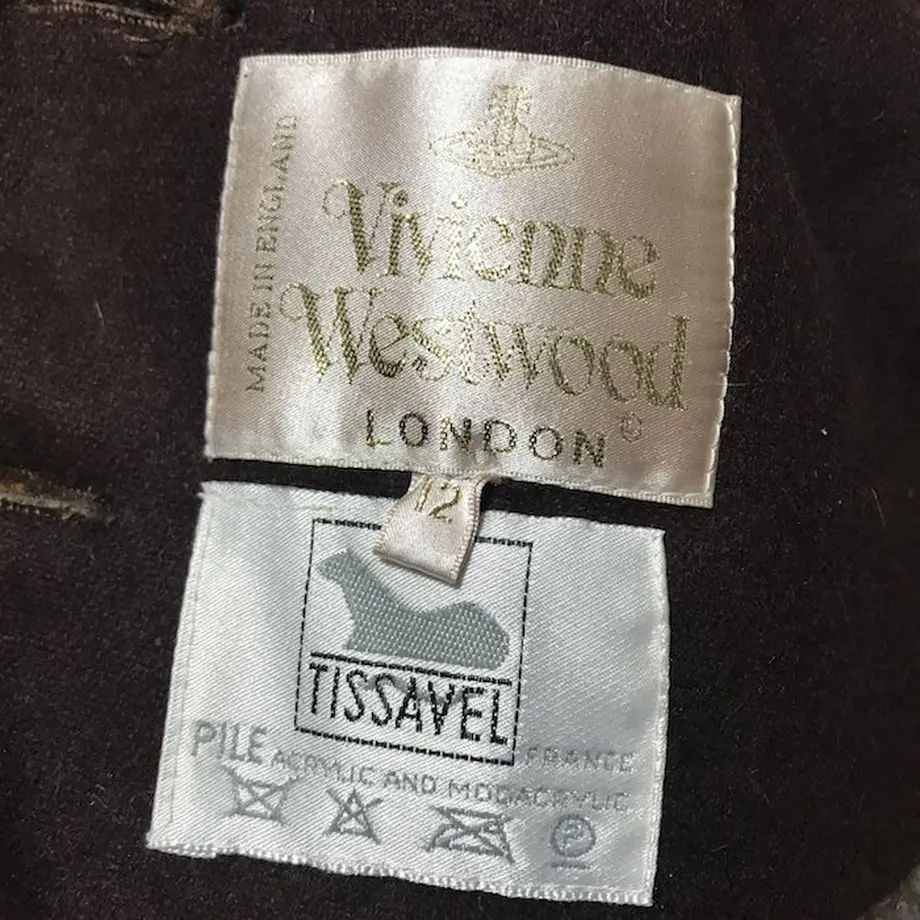 MADE IN ENGLAND
Vivienne
Westwood
LONDON
12
TISSAVEL
FRANCE
PILE ACRYLIC AND MODACRYLIC
P